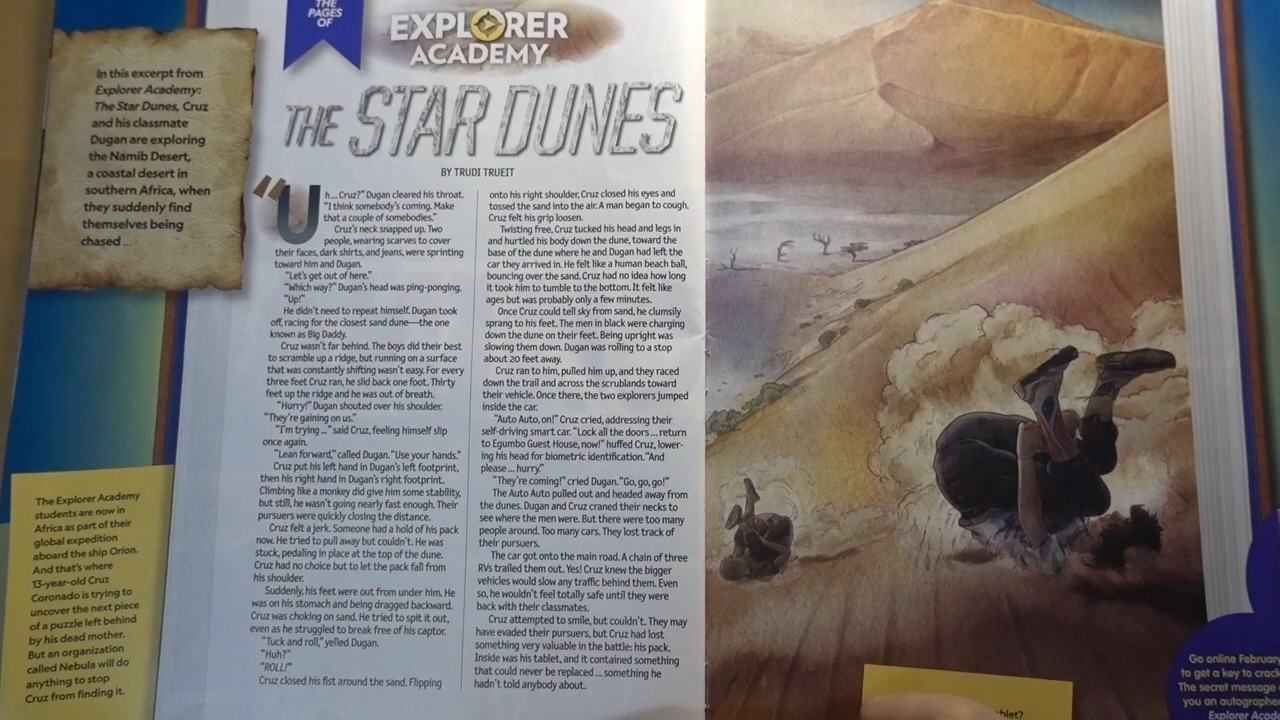 THE
PAGES
OF
EXPLORER
ACADEMY
THE STAR DUNES
BY TRUDI TRUEIT
In this excerpt from
Explorer Academy:
The Star Dunes, Cruz
and his classmate
Dugan are exploring
the Namib Desert,
a coastal desert in
southern Africa, when
they suddenly find
themselves being
chased ...
The Explorer Academy
students are now in
Africa as part of their
global expedition
aboard the ship Orion.
And that's where
13-year-old Cruz
Coronado is trying to
uncover the next piece
of a puzzle left behind
by his dead mother.
But an organization
called Nebula will do
anything to stop
Cruz from finding it.
"Uh ... Cruz?" Dugan cleared his throat.
"I think somebody's coming. Make
that a couple of somebodies."
Cruz's neck snapped up. Two
people, wearing scarves to cover
their faces, dark shirts, and jeans, were sprinting
toward him and Dugan.
"Let's get out of here."
"Which way?" Dugan's head was ping-ponging.
"Up!"
He didn't need to repeat himself. Dugan took
off, racing for the closest sand dune—the one
known as Big Daddy.
Cruz wasn't far behind. The boys did their best
to scramble up a ridge, but running on a surface
that was constantly shifting wasn't easy. For every
three feet Cruz ran, he slid back one foot. Thirty
feet up the ridge and he was out of breath.
"Hurry!" Dugan shouted over his shoulder.
"They're gaining on us."
"I'm trying ..." said Cruz, feeling himself slip
once again.
"Lean forward," called Dugan. "Use your hands."
Cruz put his left hand in Dugan's left footprint,
then his right hand in Dugan's right footprint.
Climbing like a monkey did give him some stability,
but still, he wasn't going nearly fast enough. Their
pursuers were quickly closing the distance.
Cruz felt a jerk. Someone had a hold of his pack
now. He tried to pull away but couldn't. He was
stuck, pedaling in place at the top of the dune.
Cruz had no choice but to let the pack fall from
his shoulder.
Suddenly, his feet were out from under him. He
was on his stomach and being dragged backward.
Cruz was choking on sand. He tried to spit it out,
even as he struggled to break free of his captor.
"Tuck and roll," yelled Dugan.
"Huh?"
"ROLL!"
Cruz closed his fist around the sand. Flipping
onto his right shoulder, Cruz closed his eyes and
tossed the sand into the air. A man began to cough.
Cruz felt his grip loosen.
Twisting free, Cruz tucked his head and legs in
and hurtled his body down the dune, toward the
base of the dune where he and Dugan had left the
car they arrived in. He felt like a human beach ball,
bouncing over the sand. Cruz had no idea how long
it took him to tumble to the bottom. It felt like
ages but was probably only a few minutes.
Once Cruz could tell sky from sand, he clumsily
sprang to his feet. The men in black were charging
down the dune on their feet. Being upright was
slowing them down. Dugan was rolling to a stop
about 20 feet away.
Cruz ran to him, pulled him up, and they raced
down the trail and across the scrublands toward
their vehicle. Once there, the two explorers jumped
inside the car.
"Auto Auto, on!" Cruz cried, addressing their
self-driving smart car. "Lock all the doors ... return
to Egumbo Guest House, now!" huffed Cruz, lower-
ing his head for biometric identification. "And
please ... hurry."
"They're coming!" cried Dugan. "Go, go, go!"
The Auto Auto pulled out and headed away from
the dunes. Dugan and Cruz craned their necks to
see where the men were. But there were too many
people around. Too many cars. They lost track of
their pursuers.
The car got onto the main road. A chain of three
RVs trailed them out. Yes! Cruz knew the bigger
vehicles would slow any traffic behind them. Even
so, he wouldn't feel totally safe until they were
back with their classmates.
Cruz attempted to smile, but couldn't. They may
have evaded their pursuers, but Cruz had lost
something very valuable in the battle: his pack.
Inside was his tablet, and it contained something
that could never be replaced ... something he
hadn't told anybody about.
Go online February
to get a key to crack
The secret message
you an autographe
Explorer Acad